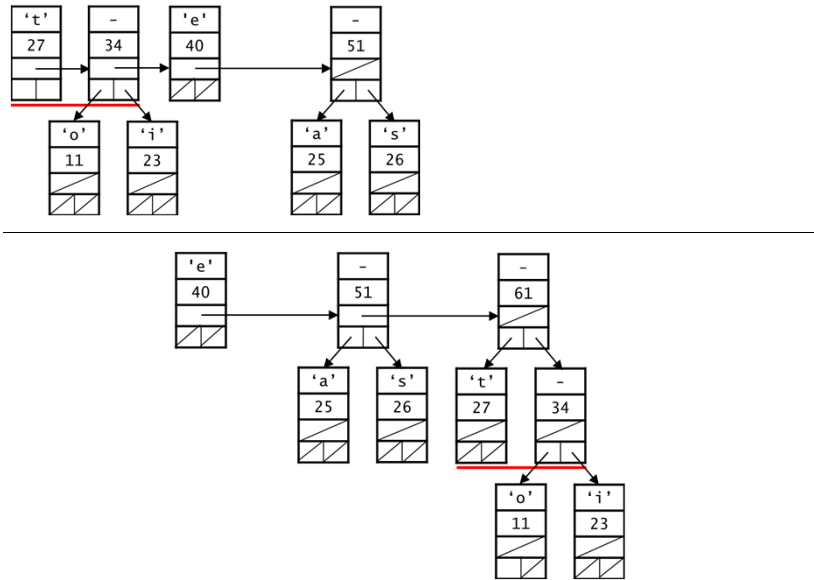 ‘t’ – 'e' –
27 34 40 51
‘o’ ‘i’ ‘a’ ‘s’
11 23 25 26
'e' – –
40 51 61
‘a’ ‘s’ ‘t’ –
25 26 27 34
‘o’ ‘i’
11 23